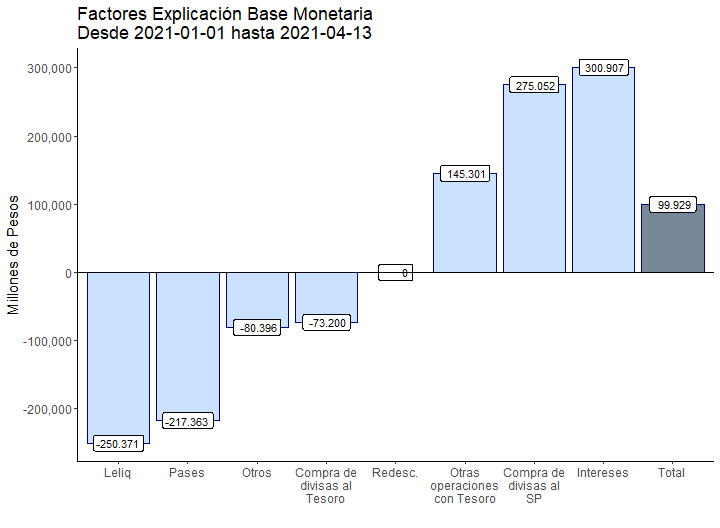 Factores Explicación Base Monetaria
Desde 2021-01-01 hasta 2021-04-13
Millones de Pesos
300,000
200,000
100,000
0
-100,000
-200,000
-250.371
-217.363
-80.396
-73.200
0
145.301
275.052
300.907
99.929
Leliq
Pases
Otros
Compra de
divisas al
Tesoro
Redesc.
Otras
operaciones
con Tesoro
Compra de
divisas al
SP
Intereses
Total